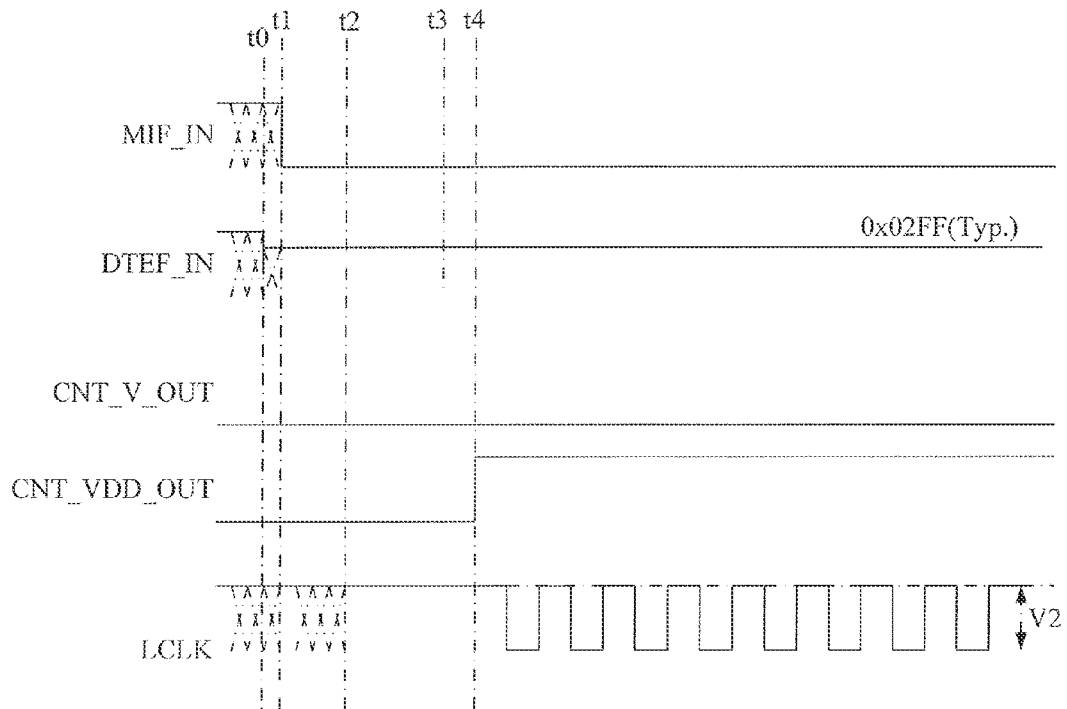 t0 t1 t2 t3 t4
MIF_IN
0x02FF(Typ.)
DTEF_IN
CNT_V_OUT
CNT_VDD_OUT
V2
LCLK